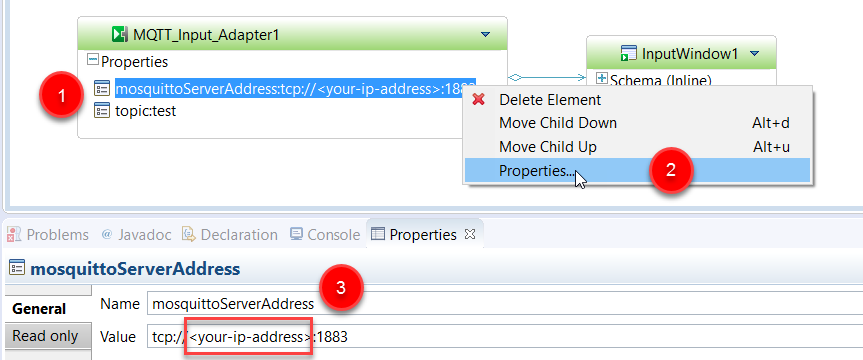 MQTT_Input_Adapter1
InputWindow1
Properties
Schema (Inline)
1
mosquittoServerAddress:tcp://<your-ip-address>:1883
topic:test
Delete Element
Move Child Down Alt+d
Move Child Up Alt+u
Properties...
2
Problems @ Javadoc Declaration Console Properties
mosquittoServerAddress
3
General
Name mosquittoServerAddress
Read only
Value tcp://<your-ip-address>:1883